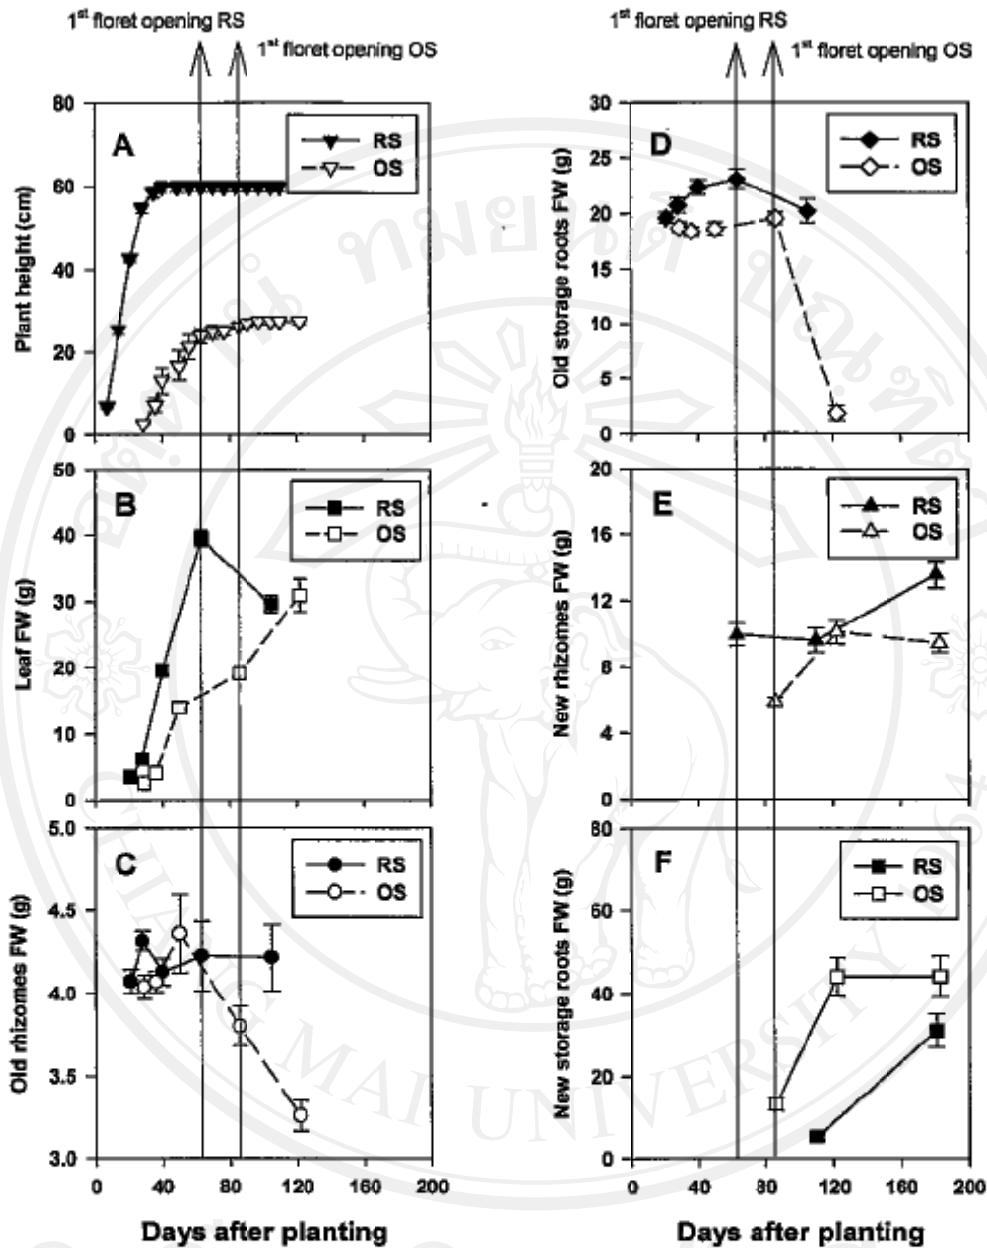 1st floret opening RS
1st floret opening OS
80
60
40
20
0
Plant height (cm)
A
RS
OS
50
40
30
20
10
0
Leaf FW (g)
B
RS
OS
5.0
4.5
4.0
3.5
3.0
Old rhizomes FW (g)
C
RS
OS
0 40 80 120 160 200
Days after planting
1st floret opening RS
1st floret opening OS
30
25
20
15
10
5
0
Old storage roots FW (g)
D
RS
OS
20
16
12
8
4
0
New rhizomes FW (g)
E
RS
OS
80
60
40
20
0
New storage roots FW (g)
F
RS
OS
0 40 80 120 160 200
Days after planting
CHIANG MAI UNIVERSITY